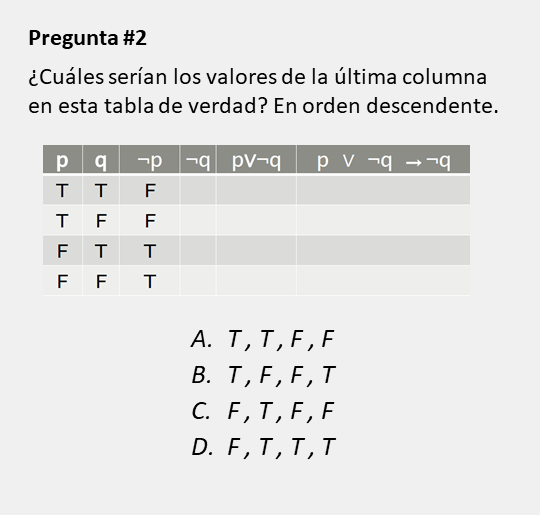 Pregunta #2
¿Cuáles serían los valores de la última columna
en esta tabla de verdad? En orden descendente.
p q ¬p ¬q p∨¬q p ∨ ¬q →¬q
T T F
T F F
F T T
F F T
A. T, T, F, F
B. T, F, F, T
C. F, T, F, F
D. F, T, T, T